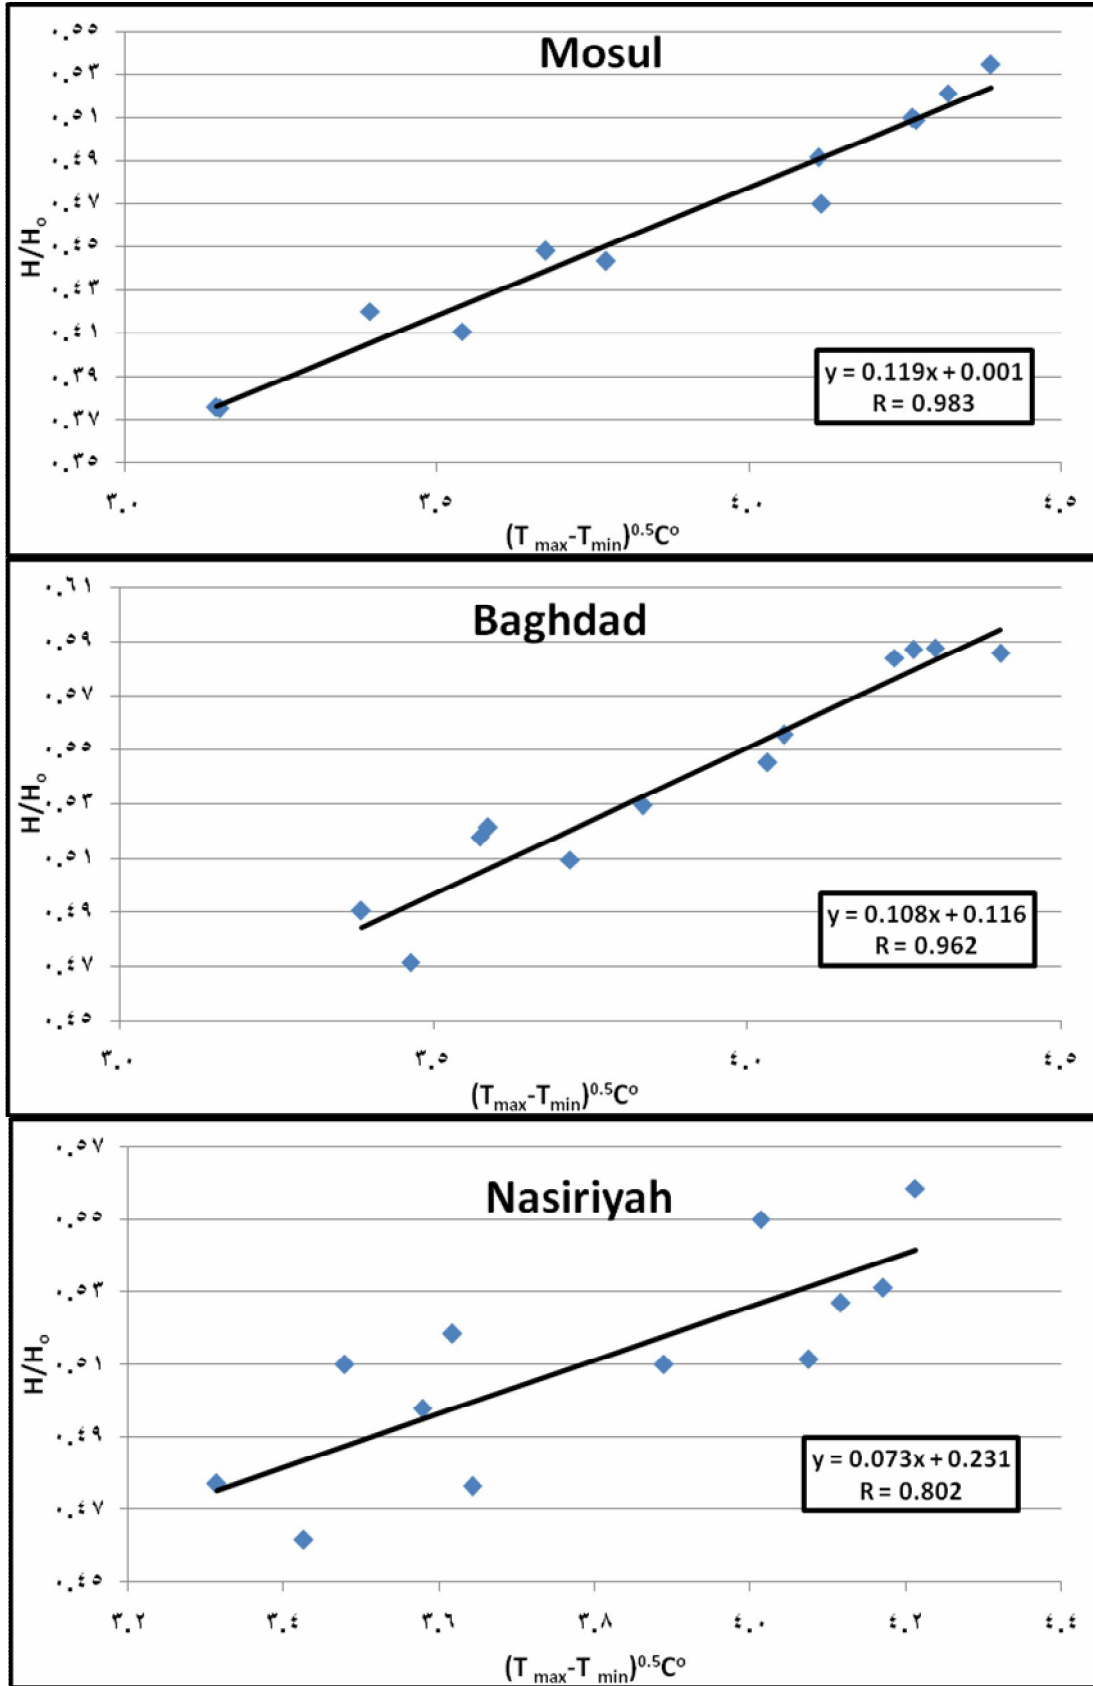 Mosul
٠.٥٥
٠.٥٣
٠.٥١
٠.٤٩
٠.٤٧
٠.٤٥
٠.٤٣
٠.٤١
٠.٣٩
٠.٣٧
٠.٣٥
H/Ho
y = 0.119x + 0.001
R = 0.983
٣.٠ ٣.٥ ٤.٠ ٤.٥
(T max-Tmin)0.5Co
Baghdad
٠.٦١
٠.٥٩
٠.٥٧
٠.٥٥
٠.٥٣
٠.٥١
٠.٤٩
٠.٤٧
٠.٤٥
H/Ho
y = 0.108x + 0.116
R = 0.962
٣.٠ ٣.٥ ٤.٠ ٤.٥
(Tmax-Tmin)0.5Co
Nasiriyah
٠.٥٧
٠.٥٥
٠.٥٣
٠.٥١
٠.٤٩
٠.٤٧
٠.٤٥
H/Ho
y = 0.073x + 0.231
R = 0.802
٣.٢ ٣.٤ ٣.٦ ٣.٨ ٤.٠ ٤.٢ ٤.٤
(T max-T min)0.5Co